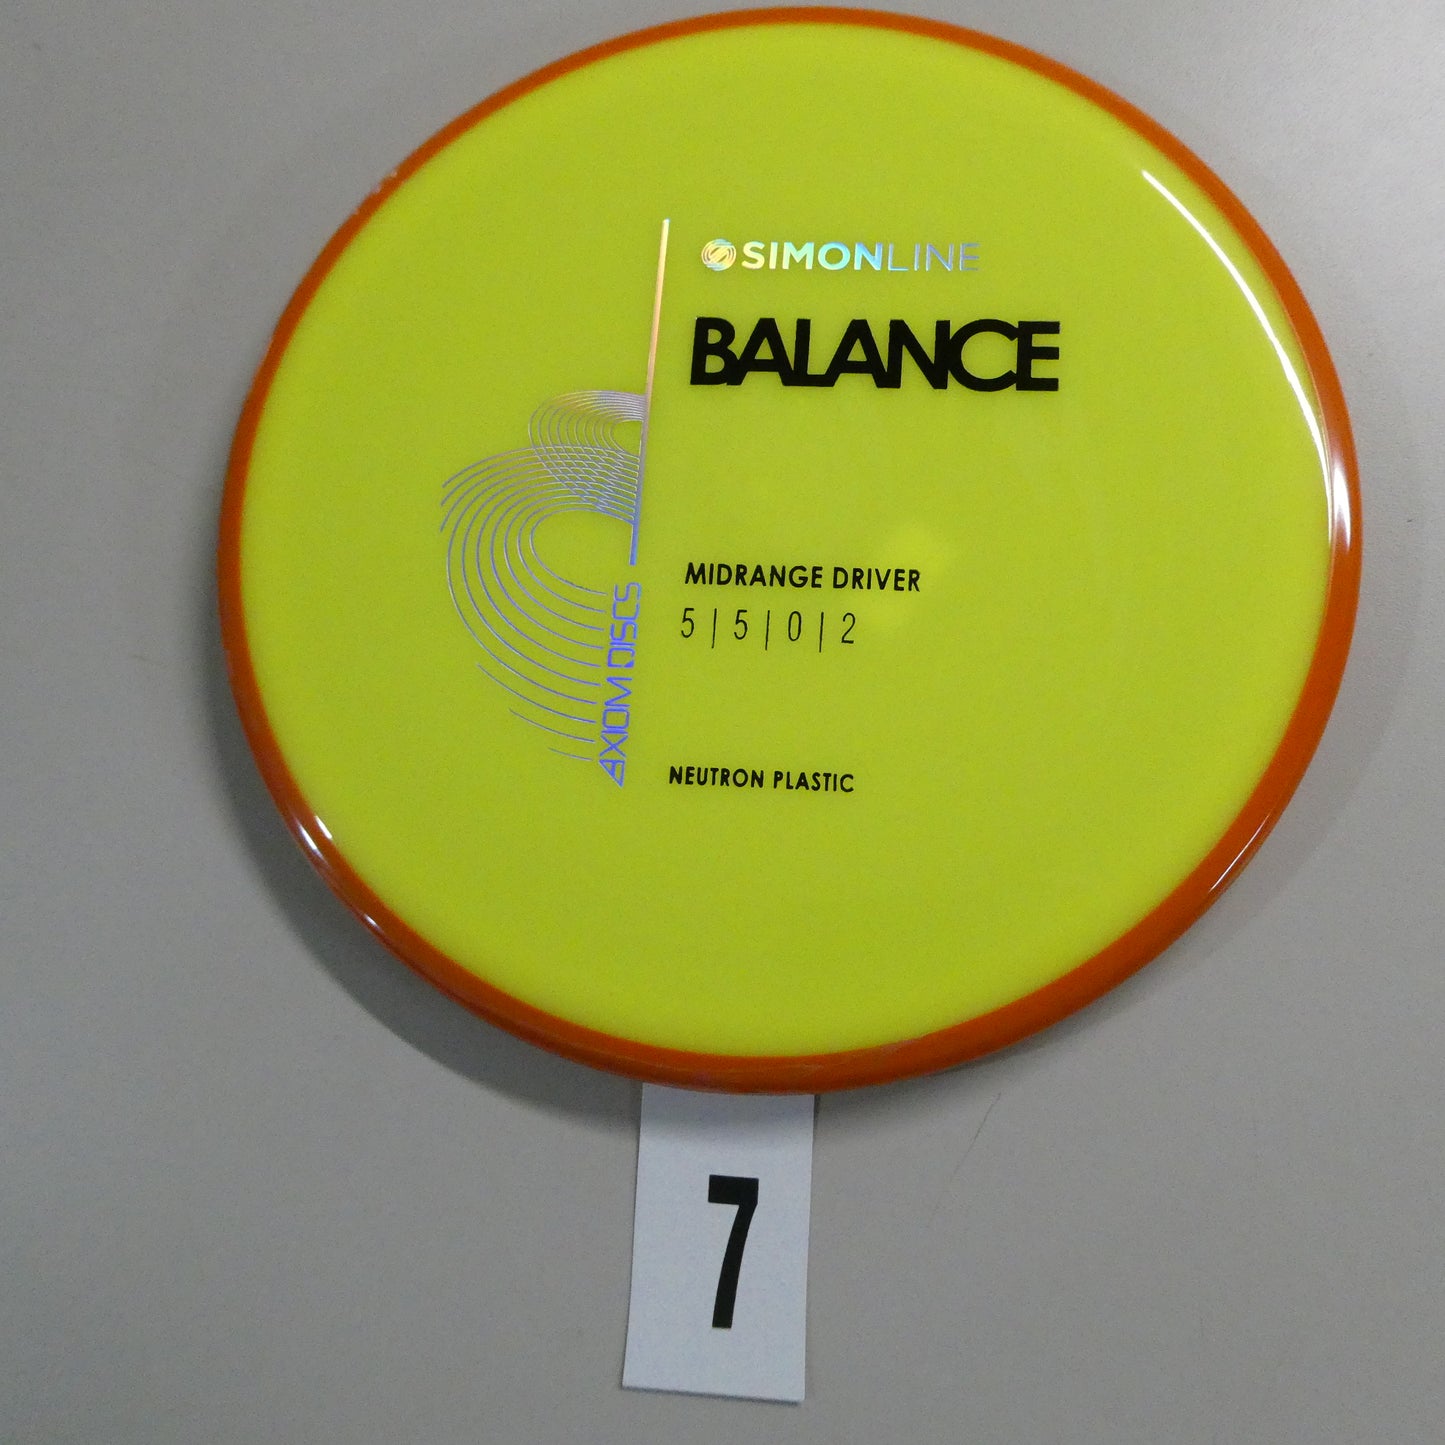 SIMONLINE
BALANCE
MIDRANGE DRIVER
5 | 5 | 0 | 2
AXIOM DISCS
NEUTRON PLASTIC
7